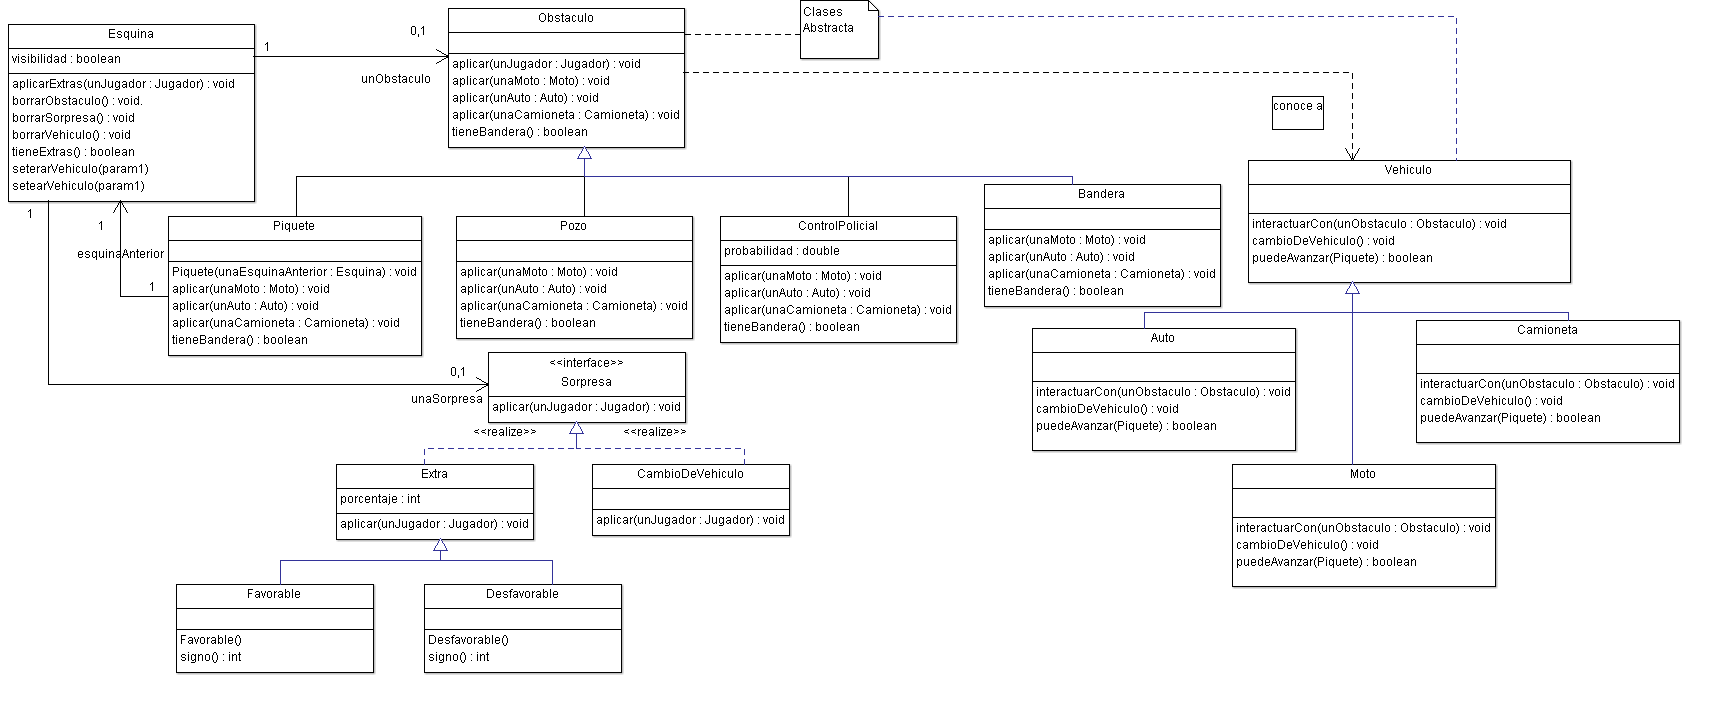 Esquina
visibilidad : boolean
aplicarExtras(unJugador : Jugador) : void
borrarObstaculo() : void.
borrarSorpresa() : void
borrarVehiculo() : void
tieneExtras() : boolean
seterarVehiculo(param1)
setearVehiculo(param1)
1
0,1
unObstaculo
Obstaculo
aplicar(unJugador : Jugador) : void
aplicar(unaMoto : Moto) : void
aplicar(unAuto : Auto) : void
aplicar(unaCamioneta : Camioneta) : void
tieneBandera() : boolean
Clases
Abstracta
conoce a
Vehiculo
interactuarCon(unObstaculo : Obstaculo) : void
cambioDeVehiculo() : void
puedeAvanzar(Piquete) : boolean
1
1
esquinaAnterior
1
Piquete
Piquete(unaEsquinaAnterior : Esquina) : void
aplicar(unaMoto : Moto) : void
aplicar(unAuto : Auto) : void
aplicar(unaCamioneta : Camioneta) : void
tieneBandera() : boolean
Pozo
aplicar(unaMoto : Moto) : void
aplicar(unAuto : Auto) : void
aplicar(unaCamioneta : Camioneta) : void
tieneBandera() : boolean
ControlPolicial
probabilidad : double
aplicar(unaMoto : Moto) : void
aplicar(unAuto : Auto) : void
aplicar(unaCamioneta : Camioneta) : void
tieneBandera() : boolean
Bandera
aplicar(unaMoto : Moto) : void
aplicar(unAuto : Auto) : void
aplicar(unaCamioneta : Camioneta) : void
tieneBandera() : boolean
Auto
interactuarCon(unObstaculo : Obstaculo) : void
cambioDeVehiculo() : void
puedeAvanzar(Piquete) : boolean
Camioneta
interactuarCon(unObstaculo : Obstaculo) : void
cambioDeVehiculo() : void
puedeAvanzar(Piquete) : boolean
0,1
unaSorpresa
<<interface>>
Sorpresa
aplicar(unJugador : Jugador) : void
<<realize>>
<<realize>>
Extra
porcentaje : int
aplicar(unJugador : Jugador) : void
CambioDeVehiculo
aplicar(unJugador : Jugador) : void
Moto
interactuarCon(unObstaculo : Obstaculo) : void
cambioDeVehiculo() : void
puedeAvanzar(Piquete) : boolean
Favorable
Favorable()
signo() : int
Desfavorable
Desfavorable()
signo() : int